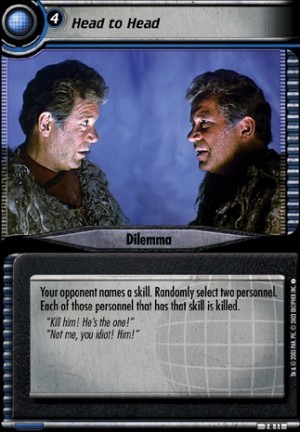 4 Head to Head
Dilemma
Your opponent names a skill. Randomly select two personnel.
Each of those personnel that has that skill is killed.
"Kill him! He's the one!"
"Not me, you idiot! Him!"